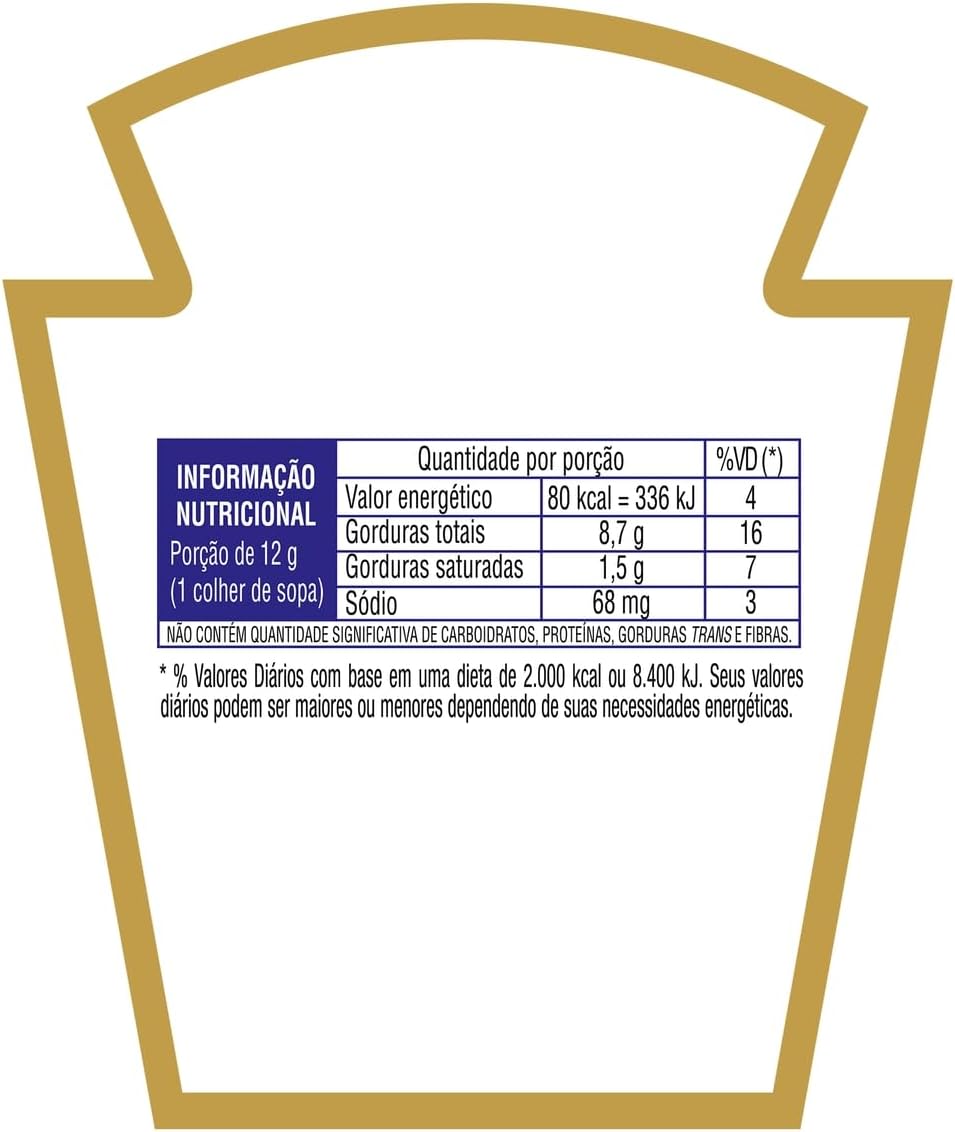 INFORMAÇÃO
NUTRICIONAL
Porção de 12 g
(1 colher de sopa)
Quantidade por porção %VD (*)
Valor energético 80 kcal = 336 kJ 4
Gorduras totais 8,7 g 16
Gorduras saturadas 1,5 g 7
Sódio 68 mg 3
NÃO CONTÉM QUANTIDADE SIGNIFICATIVA DE CARBOIDRATOS, PROTEÍNAS, GORDURAS TRANS E FIBRAS.
* % Valores Diários com base em uma dieta de 2.000 kcal ou 8.400 kJ. Seus valores
diários podem ser maiores ou menores dependendo de suas necessidades energéticas.